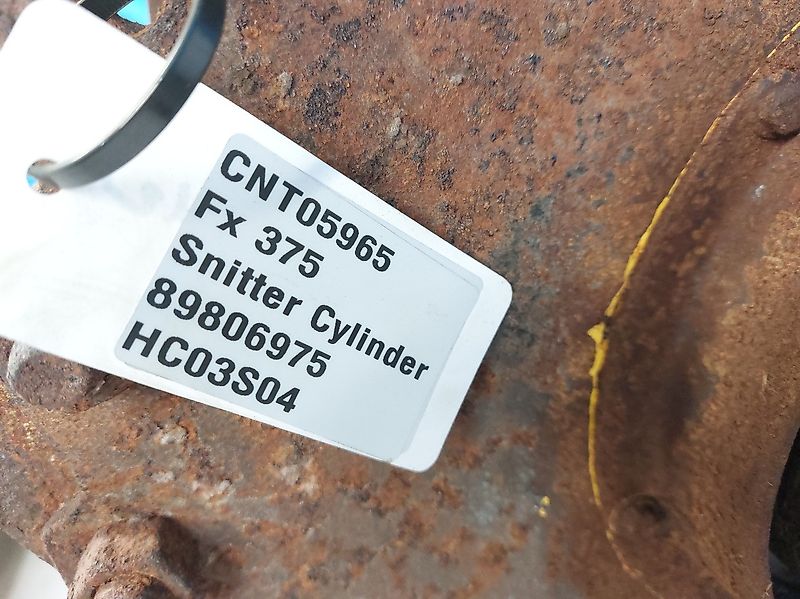 CNT05965
Fx 375
Snitter Cylinder
89806975
HC03S04